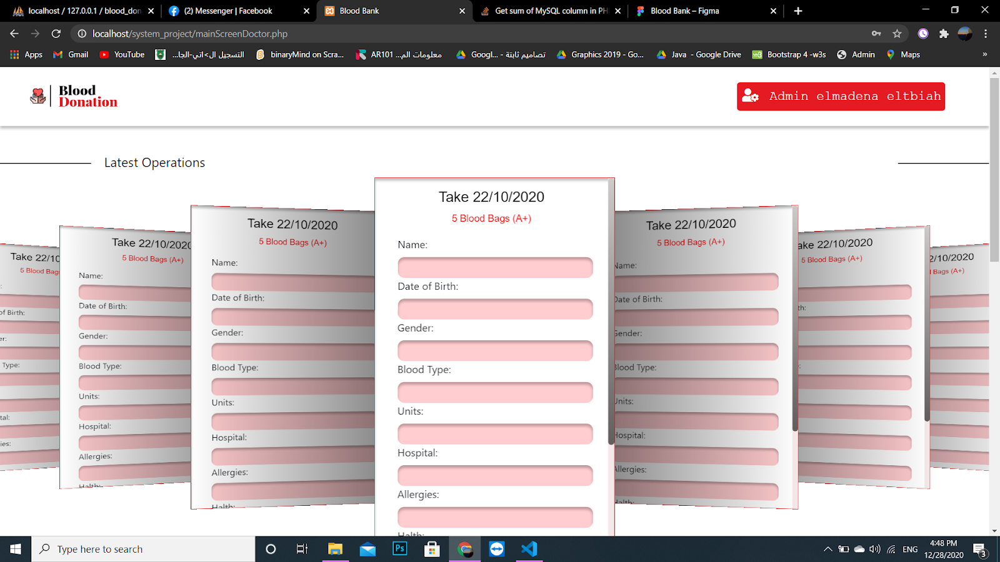 localhost / 127.0.0.1 / blood_don
(2) Messenger | Facebook
Blood Bank
Get sum of MySQL column in PH
Blood Bank – Figma
localhost/system_project/mainScreenDoctor.php
Apps
Gmail
YouTube
التسجيل ال>اتي-الجا...
binaryMind on Scra...
AR101 معلومات الم...
Googl... - تصاميم ثابتة
Graphics 2019 - Go...
Java - Google Drive
Bootstrap 4 -w3s
Admin
Maps
»
Blood
Donation
Admin elmadena eltbiah
Latest Operations
Take 22/10
5 Blood Bags
of Birth:
er:
Type:
tal:
ies:
Take 22/10/2020
5 Blood Bags (A+)
Name:
Date of Birth:
Gender:
Blood Type:
Units:
Hospital:
Allergies:
Halth:
Take 22/10/2020
5 Blood Bags (A+)
Name:
Date of Birth:
Gender:
Blood Type:
Units:
Hospital:
Allergies:
Halth:
Take 22/10/2020
5 Blood Bags (A+)
Name:
Date of Birth:
Gender:
Blood Type:
Units:
Hospital:
Allergies:
Halth:
Take 22/10/2020
5 Blood Bags (A+)
Name:
Date of Birth:
Gender:
Blood Type:
Units:
Hospital:
Allergies:
Halth:
ake 22/10/2020
5 Blood Bags (A+)
th:
2/10/2020
Bags (A+)
Type here to search
Ps
ENG
4:48 PM
12/28/2020
3